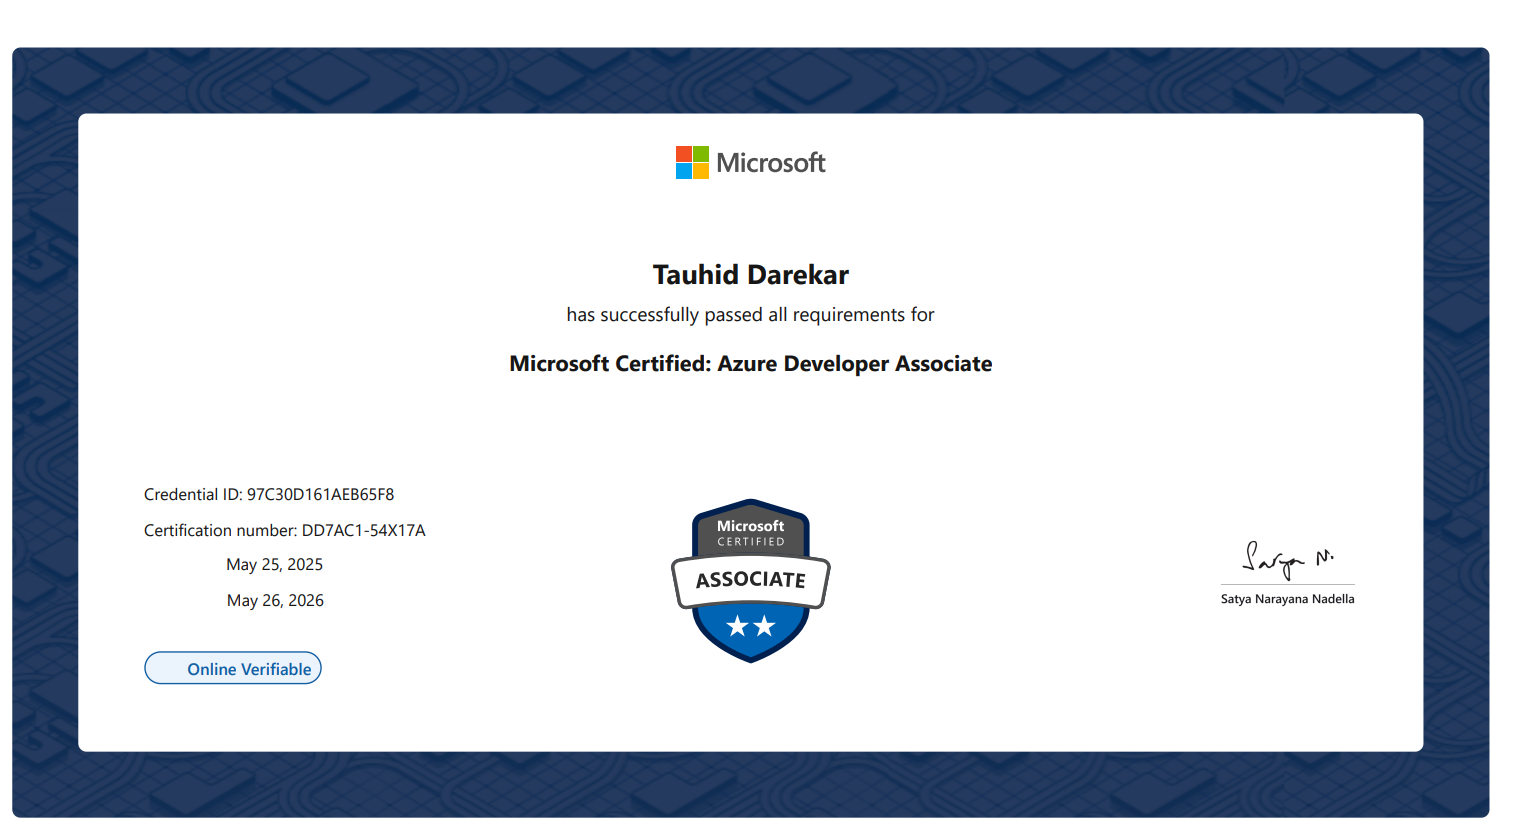 Microsoft
Tauhid Darekar
has successfully passed all requirements for
Microsoft Certified: Azure Developer Associate
Credential ID: 97C30D161AEB65F8
Certification number: DD7AC1-54X17A
May 25, 2025
May 26, 2026
Online Verifiable
Microsoft
CERTIFIED
ASSOCIATE
Satya N.
Satya Narayana Nadella